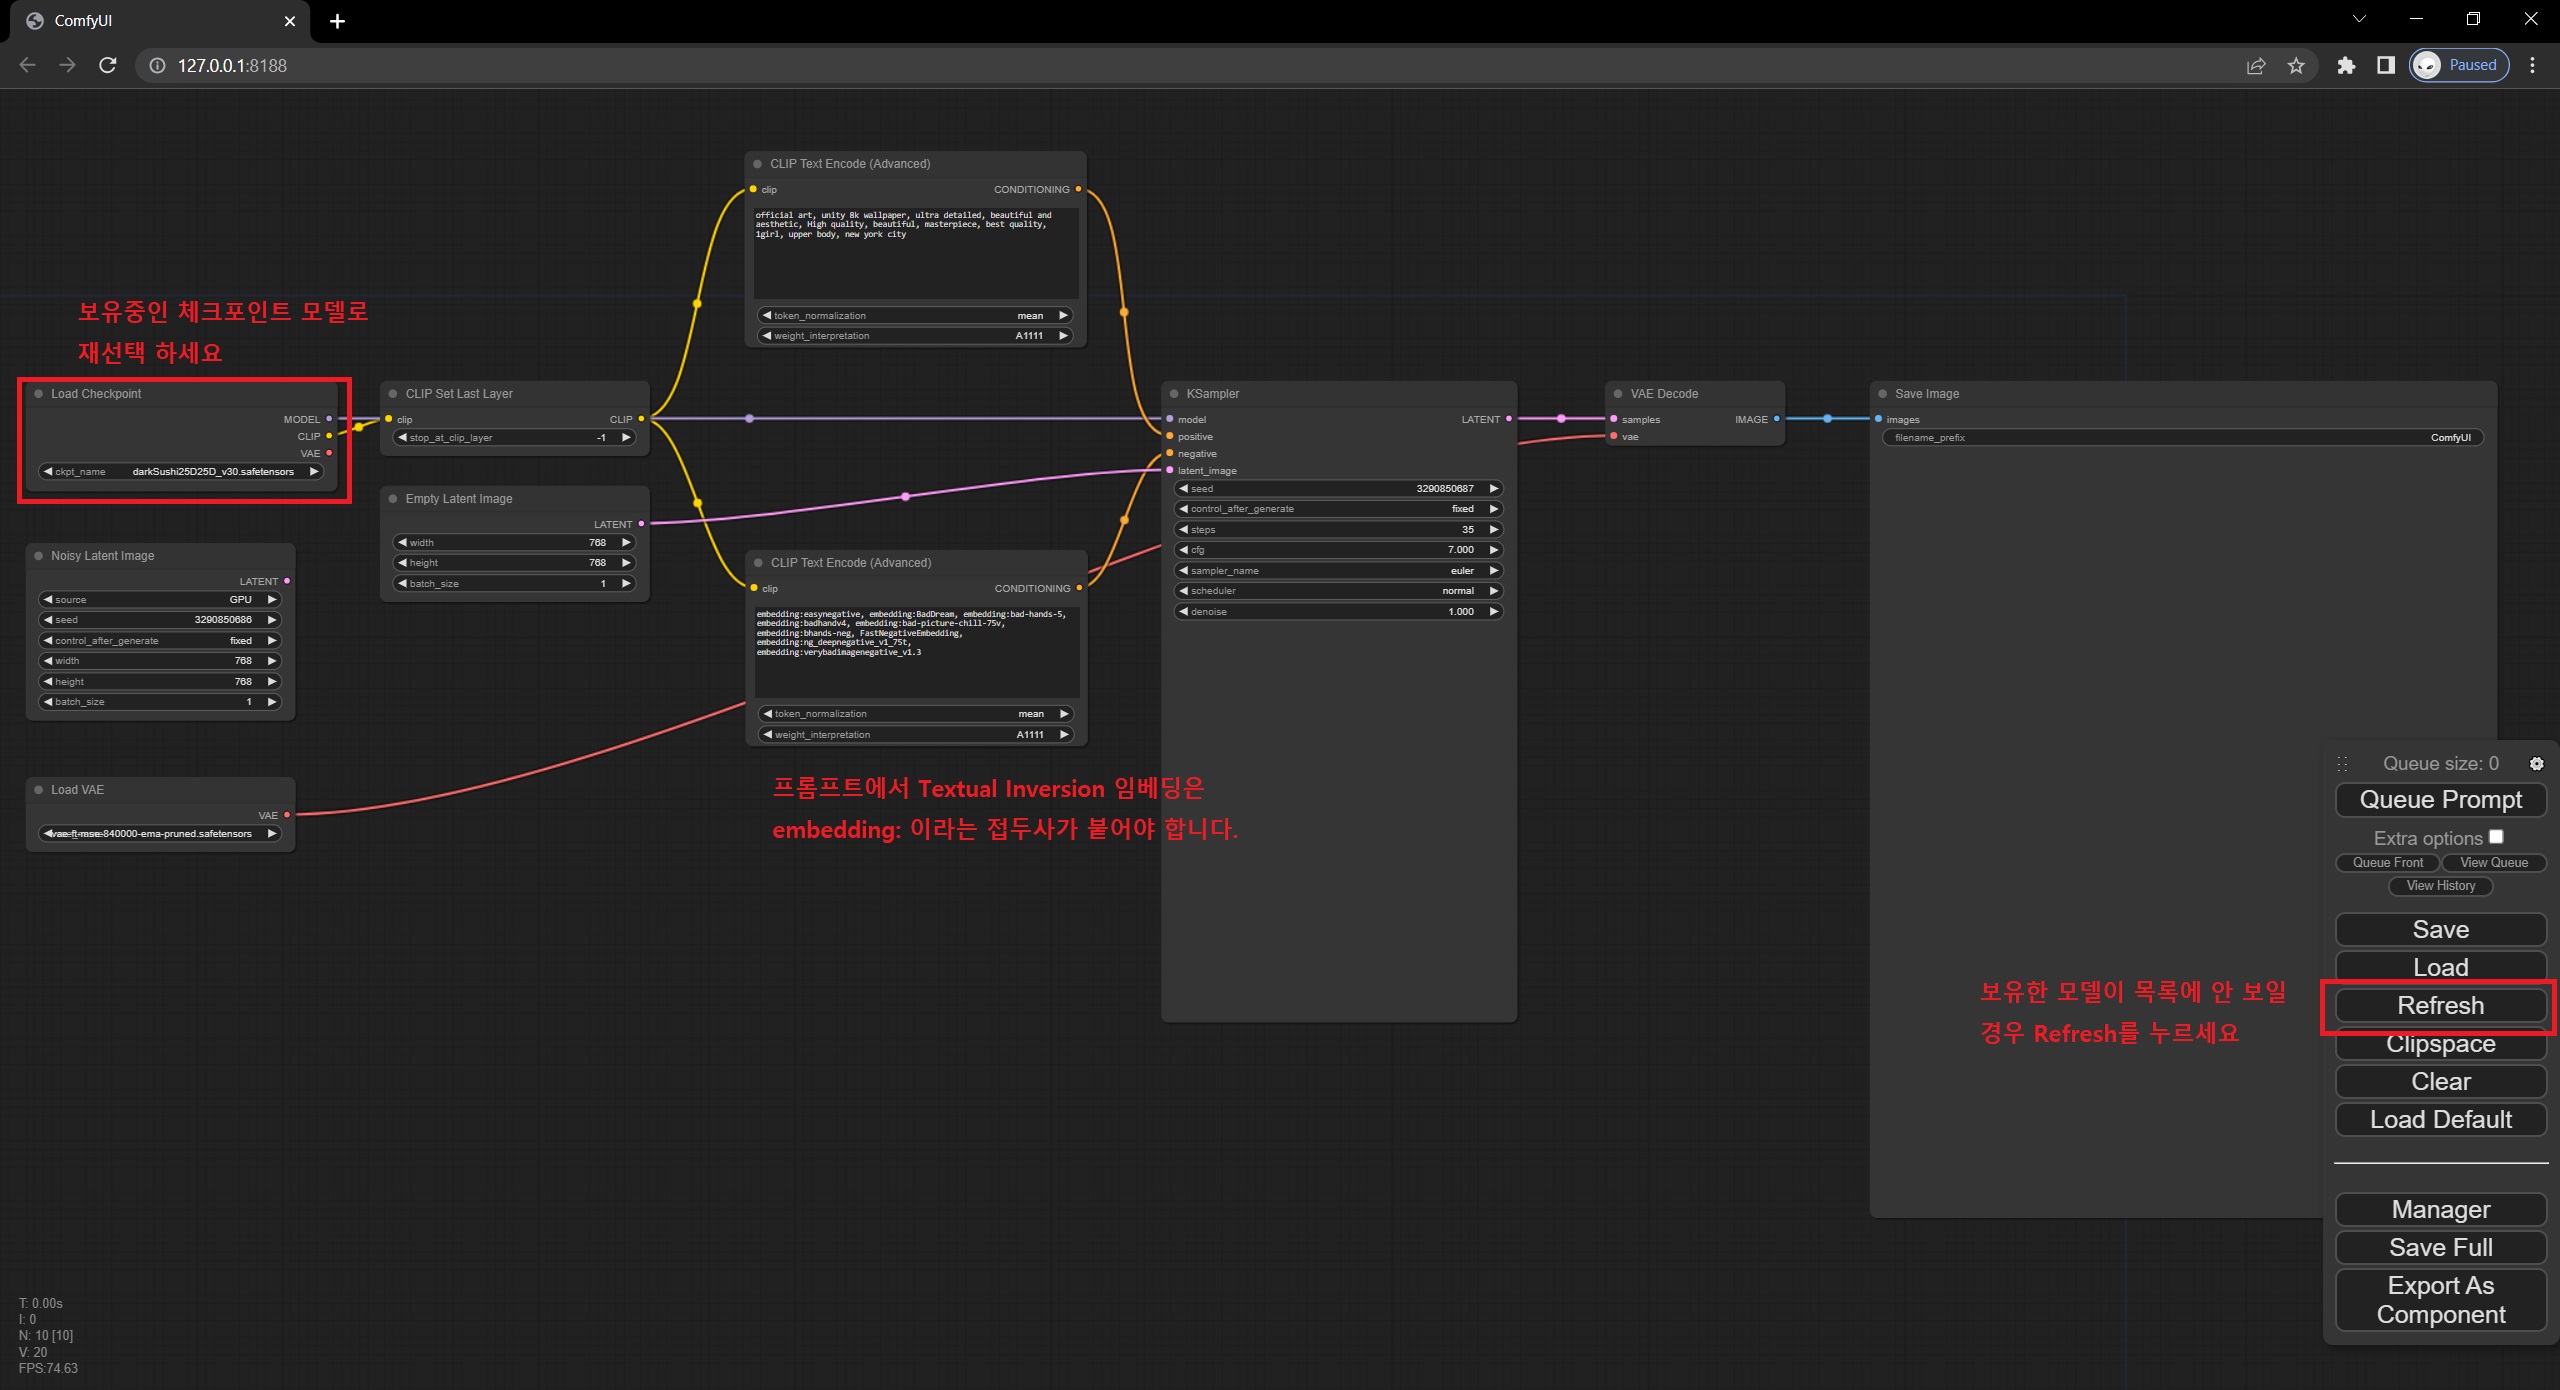 ComfyUI
127.0.0.1:8188
Paused
CLIP Text Encode (Advanced)
clip
CONDITIONING
official art, unity 8k wallpaper, ultra detailed, beautiful and
aesthetic, High quality, beautiful, masterpiece, best quality,
1girl, upper body, new york city
token_normalization mean
weight_interpretation A1111
보유중인 체크포인트 모델로
재선택 하세요
Load Checkpoint
MODEL
CLIP
VAE
ckpt_name darkSushi25D25D_v30.safetensors
CLIP Set Last Layer
clip CLIP
stop_at_clip_layer -1
Empty Latent Image
LATENT
width 768
height 768
batch_size 1
Noisy Latent Image
LATENT
source GPU
seed 3290850686
control_after_generate fixed
width 768
height 768
batch_size 1
Load VAE
VAE
vae-ft-mse-840000-ema-pruned.safetensors
CLIP Text Encode (Advanced)
clip CONDITIONING
embedding:easynegative, embedding:BadDream, embedding:bad-hands-5,
embedding:badhandv4, embedding:bad-picture-chill-75v,
embedding:bhands-neg, FastNegativeEmbedding,
embedding:ng_deepnegative_v1_75t,
embedding:verybadimagenegative_v1.3
token_normalization mean
weight_interpretation A1111
프롬프트에서 Textual Inversion 임베딩은
embedding: 이라는 접두사가 붙어야 합니다.
KSampler
model LATENT
positive
negative
latent_image
seed 3290850687
control_after_generate fixed
steps 35
cfg 7.000
sampler_name euler
scheduler normal
denoise 1.000
VAE Decode
samples IMAGE
vae
Save Image
images
filename_prefix ComfyUI
보유한 모델이 목록에 안 보일
경우 Refresh를 누르세요
Queue size: 0
Queue Prompt
Extra options
Queue Front View Queue
View History
Save
Load
Refresh
Clipspace
Clear
Load Default
Manager
Save Full
Export As
Component
T: 0.00s
I: 0
N: 10 [10]
V: 20
FPS:74.63